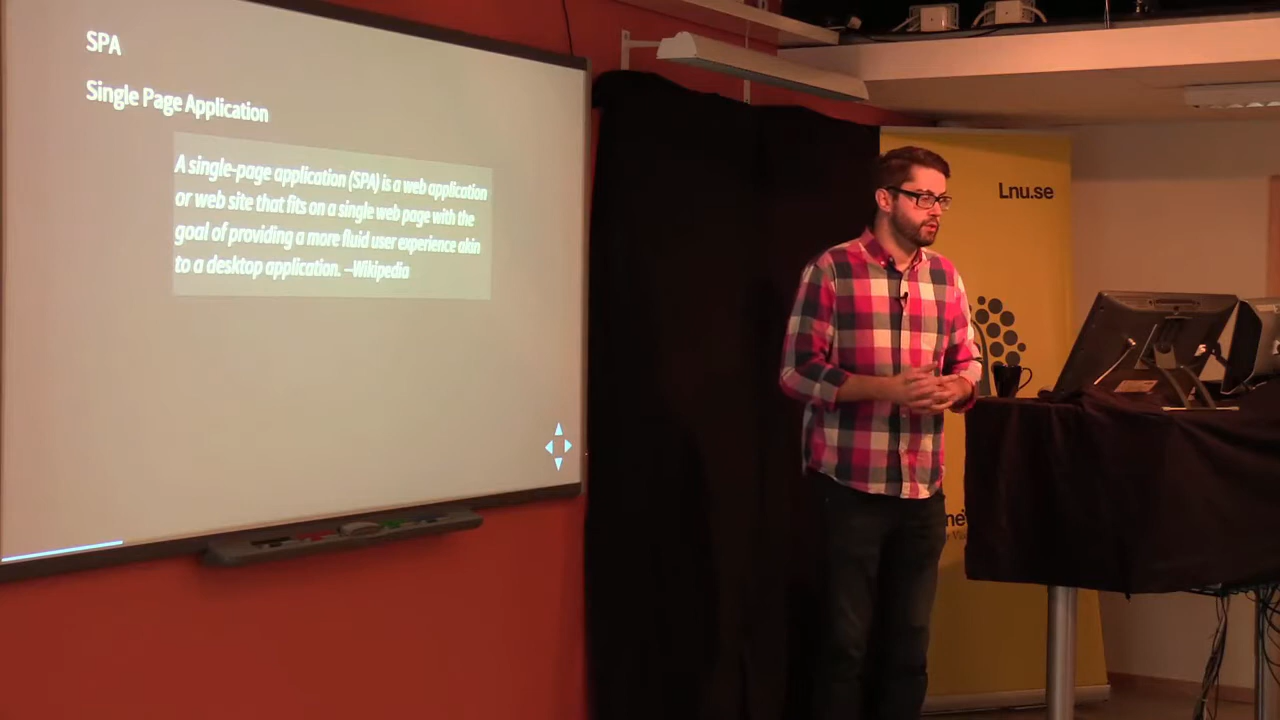 SPA
Single Page Application
A single-page application (SPA) is a web application
or web site that fits on a single web page with the
goal of providing a more fluid user experience akin
to a desktop application. —Wikipedia
Lnu.se